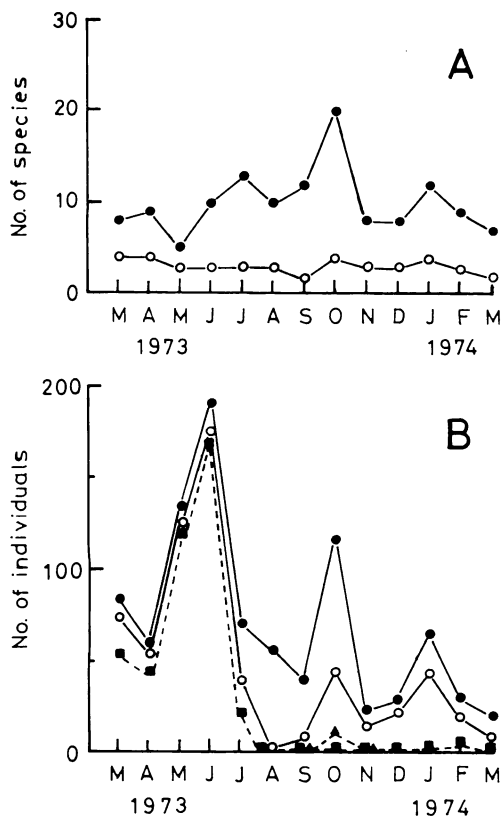 30
A
20
No. of species
10
0
M A M J J A S O N D J F M
1973 1974
200
B
No. of individuals
100
0
M A M J J A S O N D J F M
1973 1974